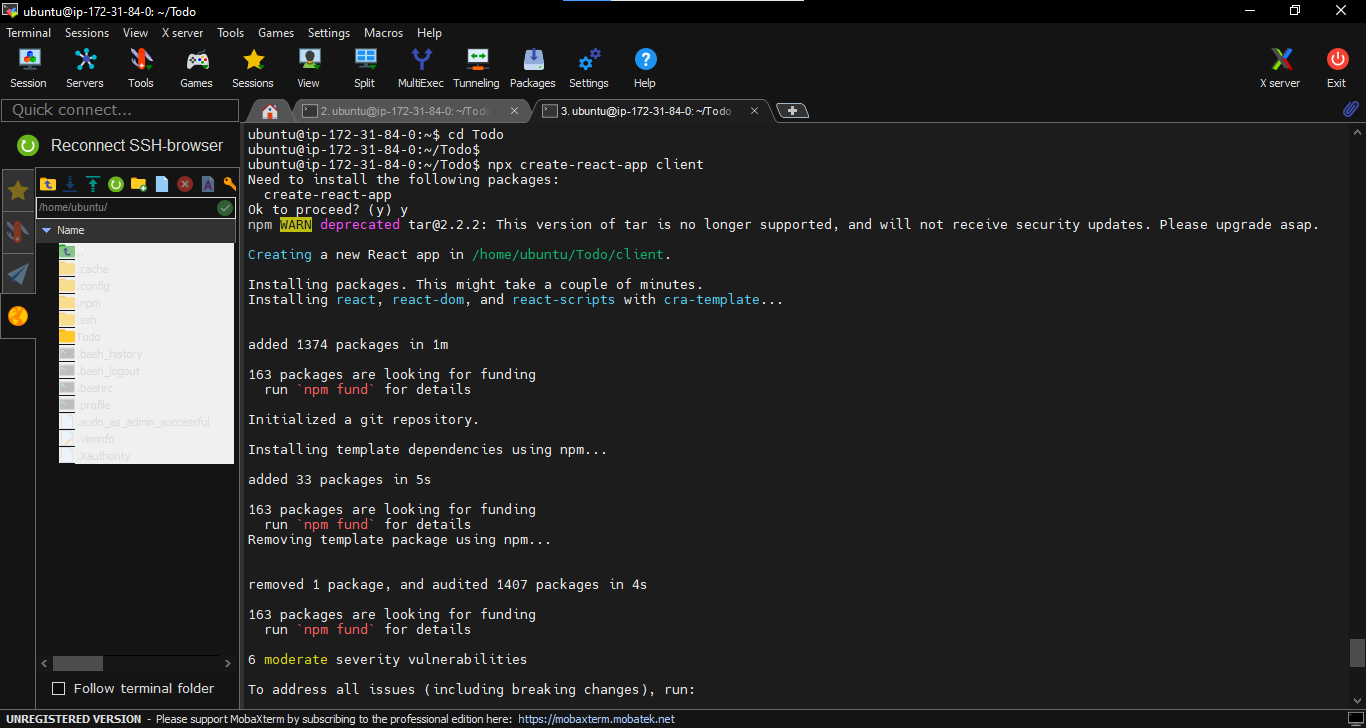 ubuntu@ip-172-31-84-0: ~/Todo
Terminal Sessions View X server Tools Games Settings Macros Help
Session Servers Tools Games Sessions View Split MultiExec Tunneling Packages Settings Help X server Exit
Quick connect...
2. ubuntu@ip-172-31-84-0: ~/Todo
3. ubuntu@ip-172-31-84-0: ~/Todo
Reconnect SSH-browser
/home/ubuntu/
Name
..
.cache
.config
.npm
.ssh
Todo
.bash_history
.bash_logout
.bashrc
.profile
.sudo_as_admin_successful
.viminfo
.Xauthority
Follow terminal folder
ubuntu@ip-172-31-84-0:~$ cd Todo
ubuntu@ip-172-31-84-0:~/Todo$
ubuntu@ip-172-31-84-0:~/Todo$ npx create-react-app client
Need to install the following packages:
  create-react-app
Ok to proceed? (y) y
npm WARN deprecated tar@2.2.2: This version of tar is no longer supported, and will not receive security updates. Please upgrade asap.
Creating a new React app in /home/ubuntu/Todo/client.
Installing packages. This might take a couple of minutes.
Installing react, react-dom, and react-scripts with cra-template...
added 1374 packages in 1m
163 packages are looking for funding
  run `npm fund` for details
Initialized a git repository.
Installing template dependencies using npm...
added 33 packages in 5s
163 packages are looking for funding
  run `npm fund` for details
Removing template package using npm...
removed 1 package, and audited 1407 packages in 4s
163 packages are looking for funding
  run `npm fund` for details
6 moderate severity vulnerabilities
To address all issues (including breaking changes), run:
UNREGISTERED VERSION - Please support MobaXterm by subscribing to the professional edition here: https://mobaxterm.mobatek.net